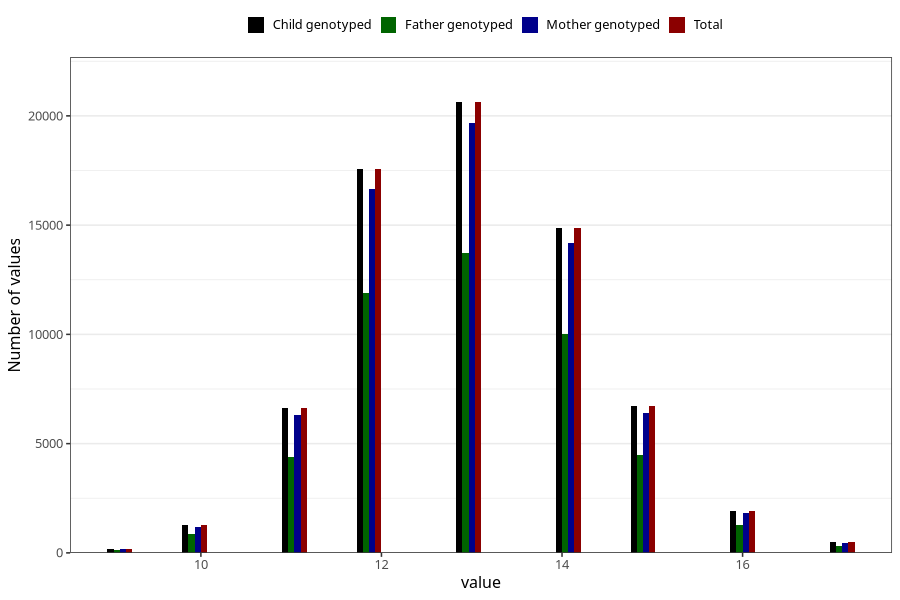 Child genotyped Father genotyped Mother genotyped Total
20000
15000
10000
5000
0
Number of values
10 12 14 16
value